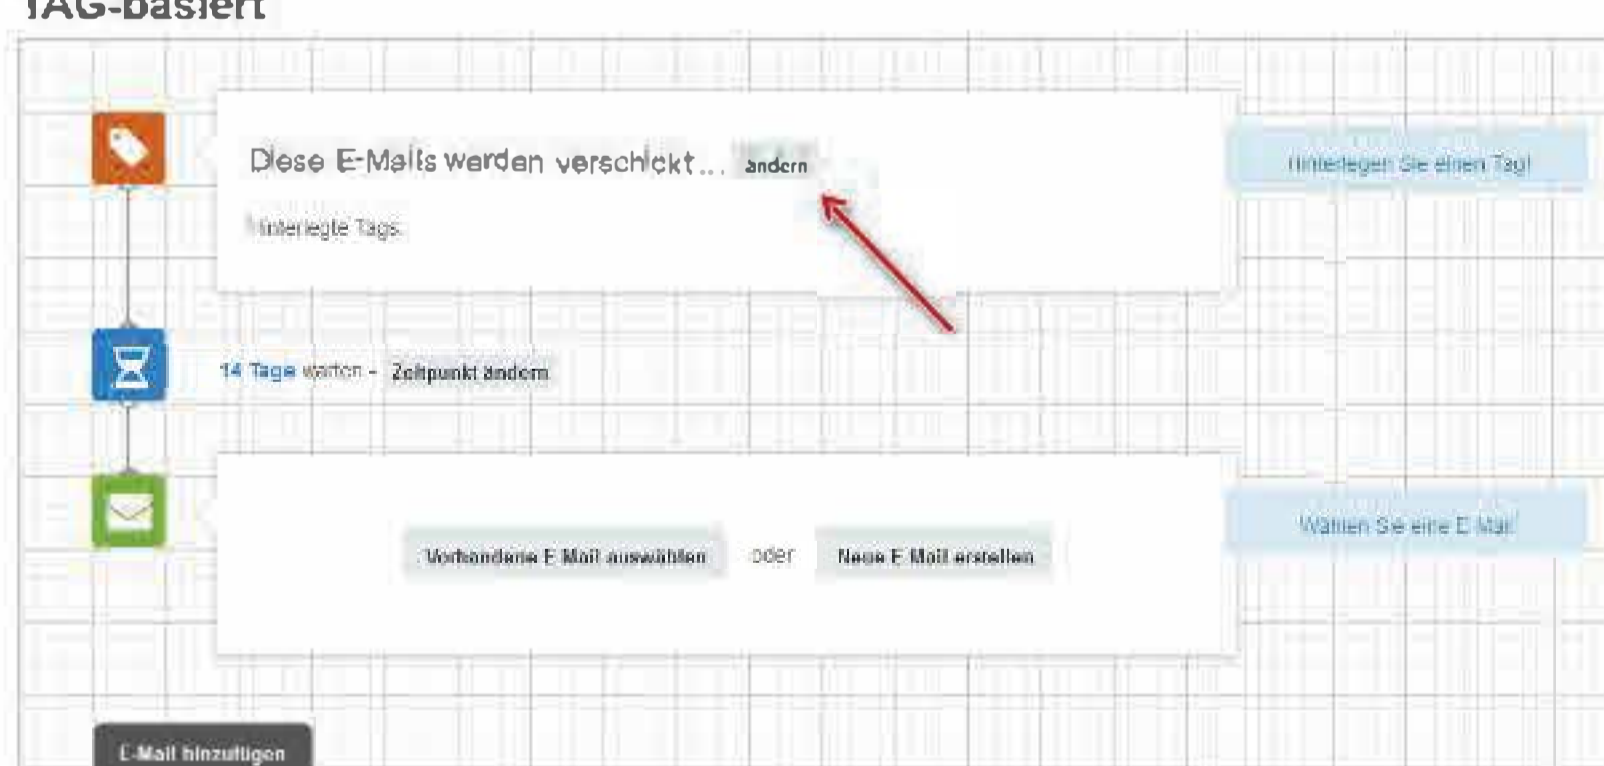 TAG-basiert
Diese E-Mails werden verschickt... ändern
Hinterlegen Sie einen Tag!
Hinterlegte Tags:
14 Tage warten - Zeitpunkt ändern
Wählen Sie eine E-Mail!
Vorhandene E-Mail auswählen oder Neue E-Mail erstellen
E-Mail hinzufügen